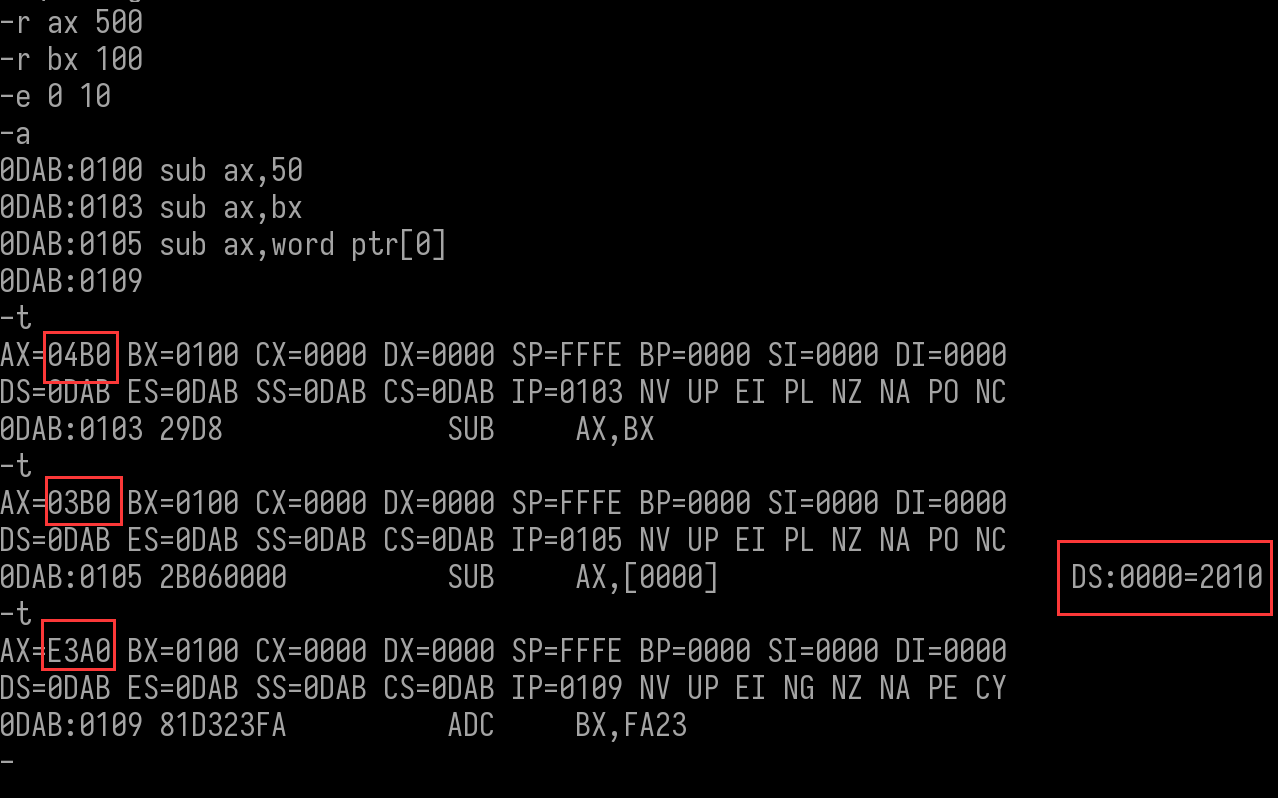 -r ax 500
-r bx 100
-e 0 10
-a
0DAB:0100 sub ax,50
0DAB:0103 sub ax,bx
0DAB:0105 sub ax,word ptr[0]
0DAB:0109
-t
AX=04B0 BX=0100 CX=0000 DX=0000 SP=FFFE BP=0000 SI=0000 DI=0000
DS=0DAB ES=0DAB SS=0DAB CS=0DAB IP=0103 NV UP EI PL NZ NA PO NC
0DAB:0103 29D8 SUB AX,BX
-t
AX=03B0 BX=0100 CX=0000 DX=0000 SP=FFFE BP=0000 SI=0000 DI=0000
DS=0DAB ES=0DAB SS=0DAB CS=0DAB IP=0105 NV UP EI PL NZ NA PO NC
0DAB:0105 2B060000 SUB AX,[0000] DS:0000=2010
-t
AX=E3A0 BX=0100 CX=0000 DX=0000 SP=FFFE BP=0000 SI=0000 DI=0000
DS=0DAB ES=0DAB SS=0DAB CS=0DAB IP=0109 NV UP EI NG NZ NA PE CY
0DAB:0109 81D323FA ADC BX,FA23
-